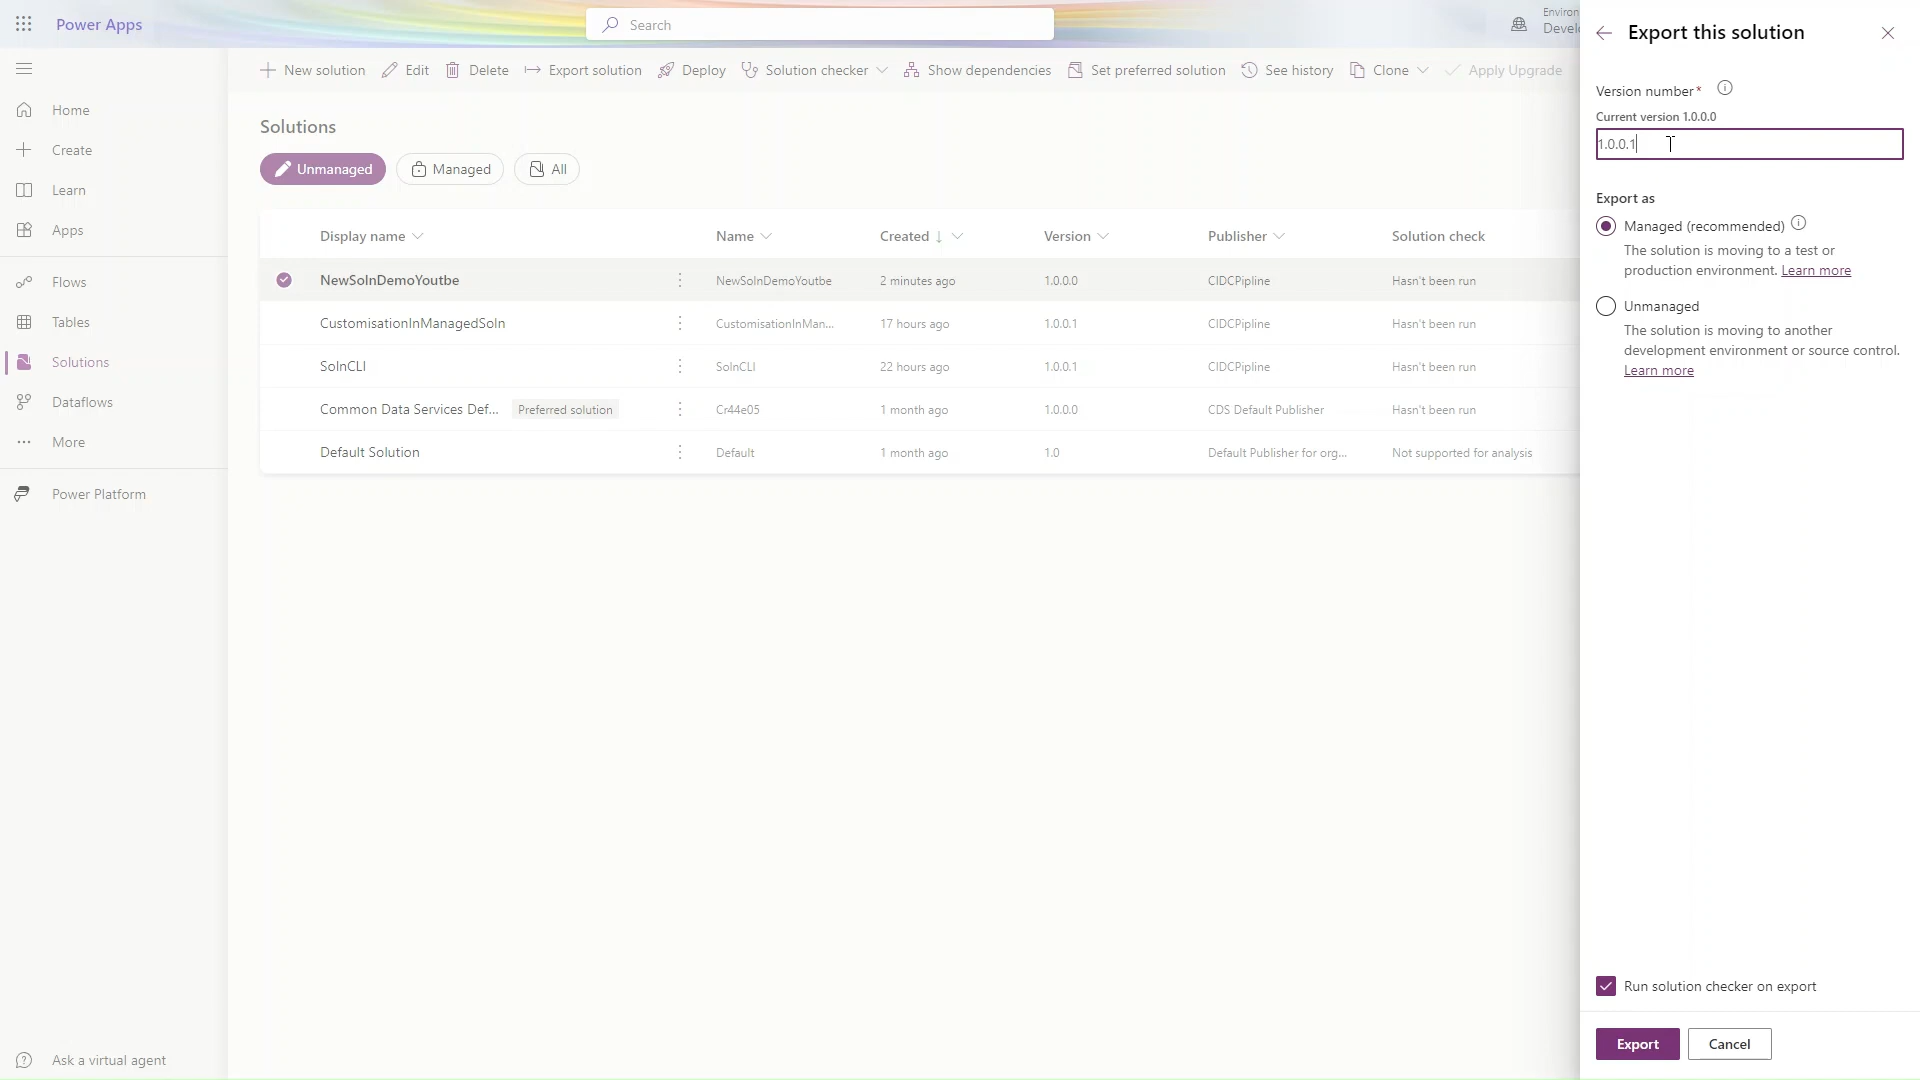 Power Apps
Search
Environ
Develo
Home
Create
Learn
Apps
Flows
Tables
Solutions
Dataflows
More
Power Platform
Ask a virtual agent
New solution Edit Delete Export solution Deploy Solution checker Show dependencies Set preferred solution See history Clone Apply Upgrade
Solutions
Unmanaged Managed All
Display name Name Created Version Publisher Solution check
NewSolnDemoYoutbe NewSolnDemoYoutbe 2 minutes ago 1.0.0.0 CIDCPipline Hasn't been run
CustomisationInManagedSoln CustomisationInMan... 17 hours ago 1.0.0.1 CIDCPipline Hasn't been run
SolnCLI SolnCLI 22 hours ago 1.0.0.1 CIDCPipline Hasn't been run
Common Data Services Def... Preferred solution Cr44e05 1 month ago 1.0.0.0 CDS Default Publisher Hasn't been run
Default Solution Default 1 month ago 1.0 Default Publisher for org... Not supported for analysis
Export this solution
Version number*
Current version 1.0.0.0
1.0.0.1
Export as
Managed (recommended)
The solution is moving to a test or
production environment. Learn more
Unmanaged
The solution is moving to another
development environment or source control.
Learn more
Run solution checker on export
Export Cancel